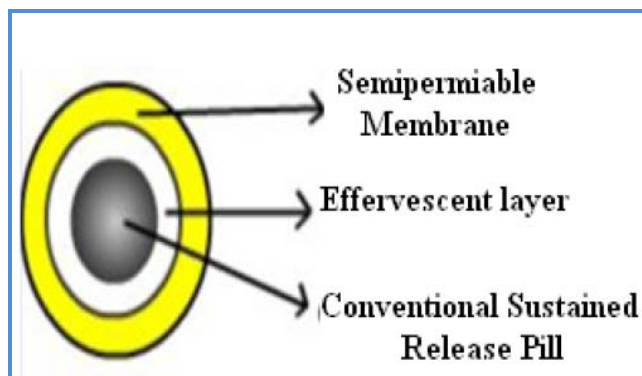 Semipermiable
Membrane
Effervescent layer
Conventional Sustained
Release Pill